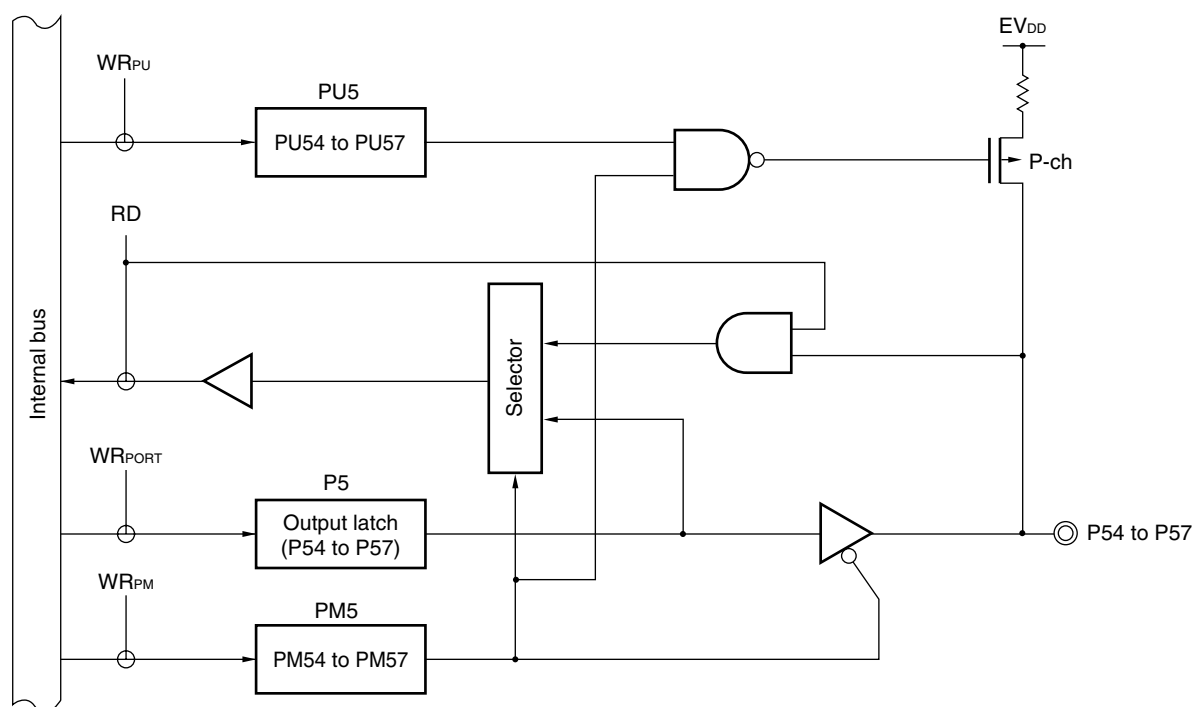 EVDD
WRPU
PU5
PU54 to PU57
P-ch
RD
Internal bus
Selector
WRPORT
P5
Output latch
(P54 to P57)
P54 to P57
WRPM
PM5
PM54 to PM57